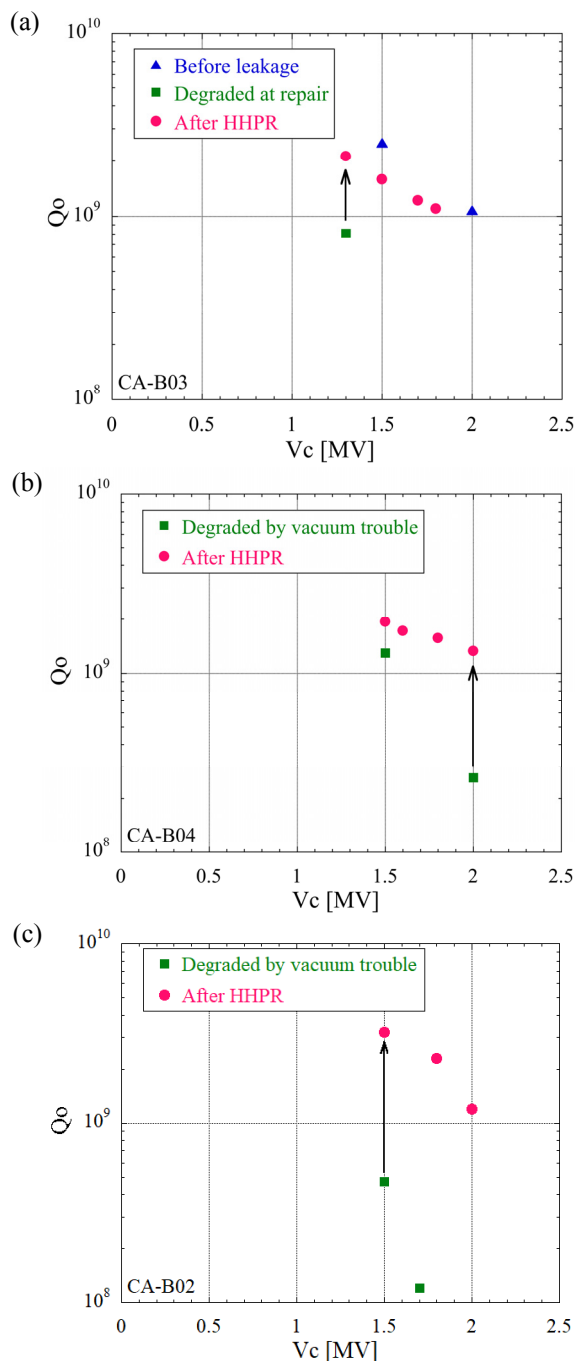 (a)
10^10
Before leakage
Degraded at repair
After HHPR
Qo
10^9
CA-B03
10^8
0 0.5 1 1.5 2 2.5
Vc [MV]
(b)
10^10
Degraded by vacuum trouble
After HHPR
Qo
10^9
CA-B04
10^8
0 0.5 1 1.5 2 2.5
Vc [MV]
(c)
10^10
Degraded by vacuum trouble
After HHPR
Qo
10^9
CA-B02
10^8
0 0.5 1 1.5 2 2.5
Vc [MV]